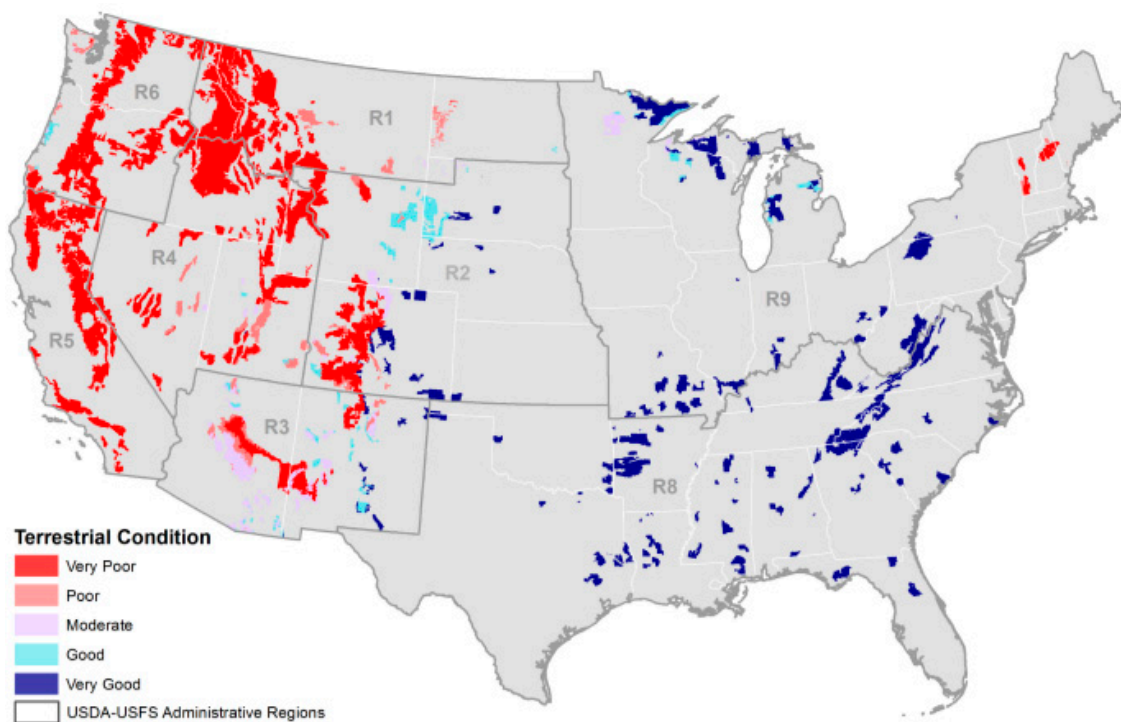 R6
R1
R4
R2
R5
R9
R3
R8
Terrestrial Condition
Very Poor
Poor
Moderate
Good
Very Good
USDA-USFS Administrative Regions